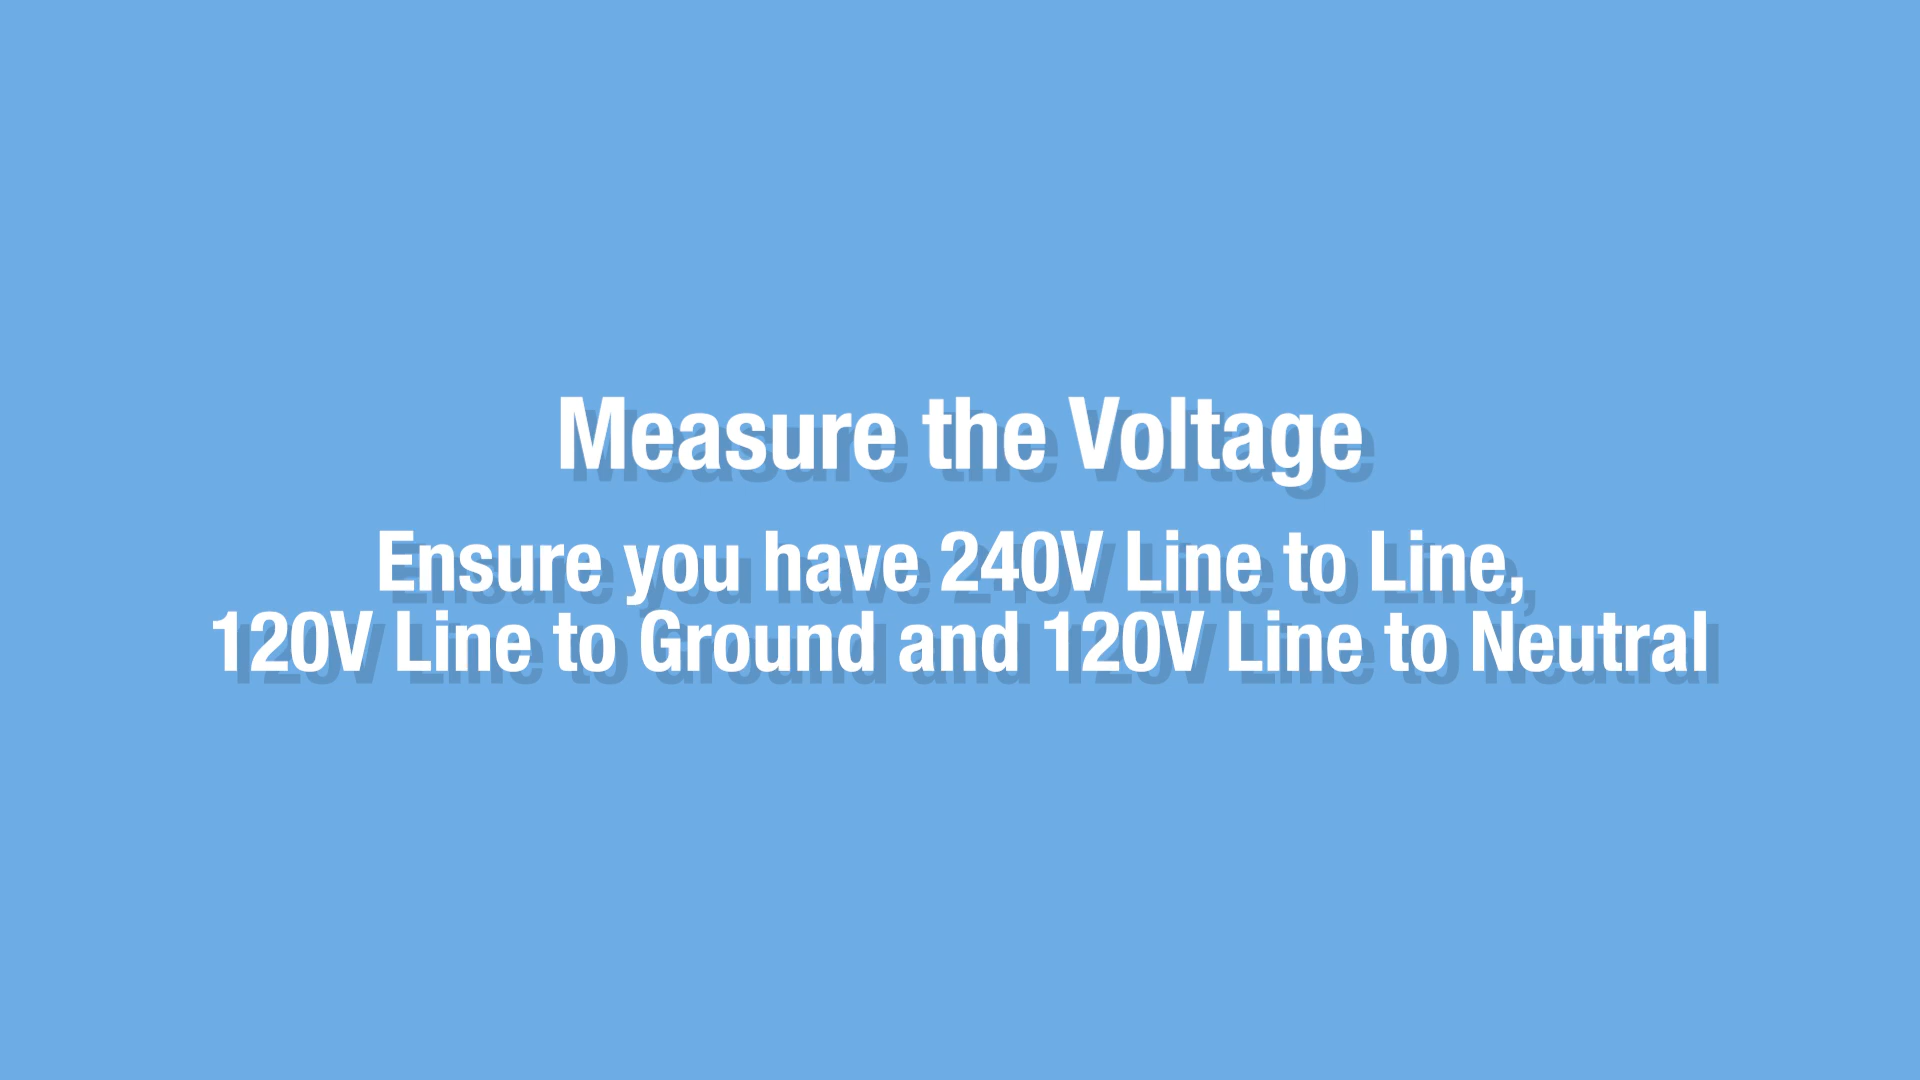 Measure the Voltage
Ensure you have 240V Line to Line,
120V Line to Ground and 120V Line to Neutral